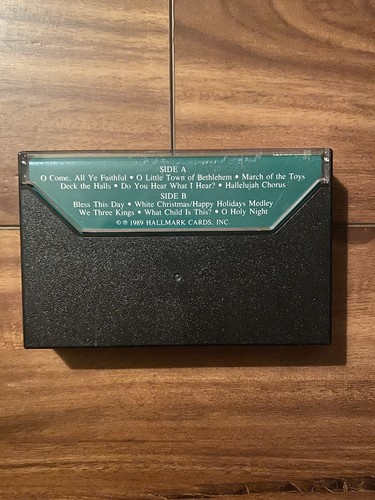 SIDE A
O Come, All Ye Faithful • O Little Town of Bethlehem • March of the Toys
Deck the Halls • Do You Hear What I Hear? • Hallelujah Chorus
SIDE B
Bless This Day • White Christmas/Happy Holidays Medley
We Three Kings • What Child Is This? • O Holy Night
© ℗ 1989 HALLMARK CARDS, INC.